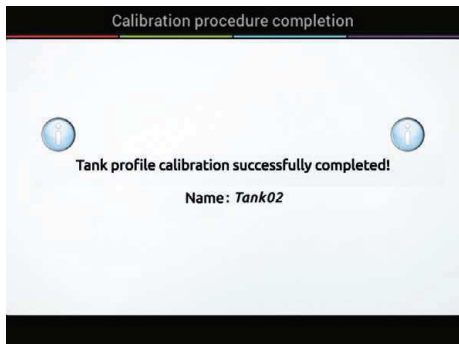 Calibration procedure completion
Tank profile calibration successfully completed!
Name: Tank02